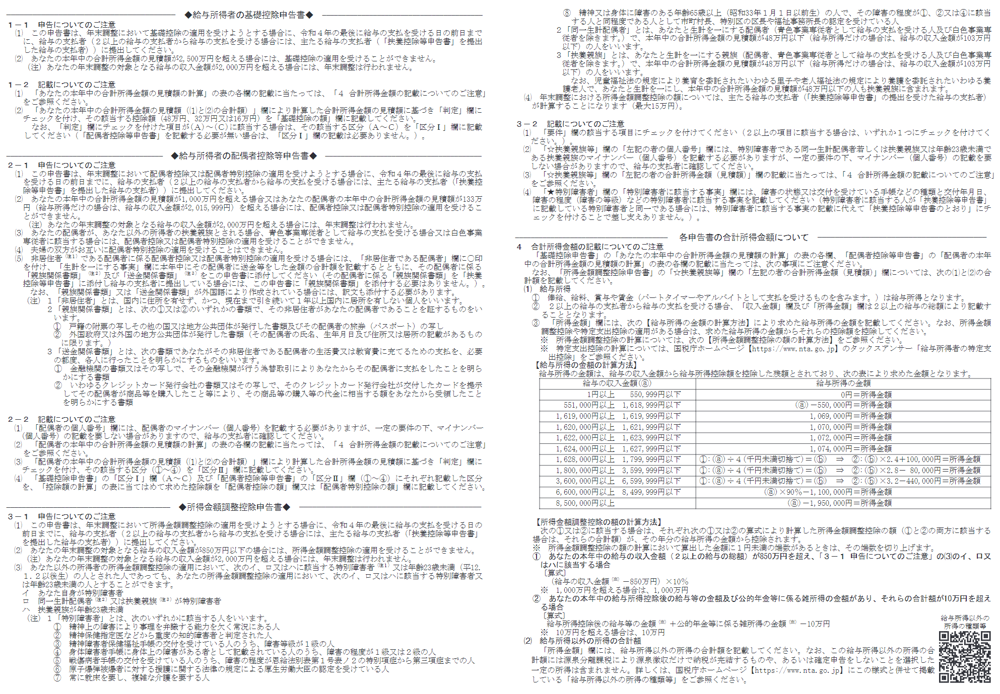 ◆給与所得者の基礎控除申告書◆
１－１　申告についてのご注意
⑴　この申告書は、年末調整において基礎控除の適用を受けようとする場合に、令和４年の最後に給与の支払を受ける日の前日まで
に、給与の支払者（２以上の給与の支払者から給与の支払を受ける場合には、主たる給与の支払者（「扶養控除等申告書」を提出
した給与の支払者））に提出してください。
⑵　あなたの本年中の合計所得金額の見積額が2,500万円を超える場合には、基礎控除の適用を受けることができません。
（注）あなたの年末調整の対象となる給与の収入金額が2,000万円を超える場合には、年末調整は行われません。
１－２　記載についてのご注意
⑴　「あなたの本年中の合計所得金額の見積額の計算」の表の各欄の記載に当たっては、「４ 合計所得金額の記載についてのご注意」
をご参照ください。
⑵　「あなたの本年中の合計所得金額の見積額（⑴と⑵の合計額）」欄により計算した合計所得金額の見積額に基づき「判定」欄に
チェックを付け、その該当する控除額（48万円、32万円又は16万円）を「基礎控除の額」欄に記載してください。
なお、「判定」欄にチェックを付けた項目が（Ａ）～（Ｃ）に該当する場合は、その該当する区分（Ａ～Ｃ）を「区分Ⅰ」欄に記載
してください（「配偶者控除等申告書」を記載する必要が無い場合は、「区分Ⅰ」欄の記載は必要ありません。）。
◆給与所得者の配偶者控除等申告書◆
２－１　申告についてのご注意
⑴　この申告書は、年末調整において配偶者控除又は配偶者特別控除の適用を受けようとする場合に、令和４年の最後に給与の支払
を受ける日の前日までに、給与の支払者（２以上の給与の支払者から給与の支払を受ける場合には、主たる給与の支払者（「扶養控
除等申告書」を提出した給与の支払者））に提出してください。
⑵　あなたの本年中の合計所得金額の見積額が1,000万円を超える場合又はあなたの配偶者の本年中の合計所得金額の見積額が133万
円（給与所得だけの場合は、給与の収入金額が2,015,999円）を超える場合には、配偶者控除又は配偶者特別控除の適用を受けるこ
とができません。
（注）あなたの年末調整の対象となる給与の収入金額が2,000万円を超える場合には、年末調整は行われません。
⑶　あなたの配偶者が、あなた以外の所得者の扶養親族とされる場合、青色事業専従者として給与の支払を受ける場合又は白色事業
専従者に該当する場合には、配偶者控除又は配偶者特別控除の適用を受けることができません。
⑷　夫婦の双方がお互いに配偶者特別控除の適用を受けることはできません。
⑸　非居住者（注１）である配偶者に係る配偶者控除又は配偶者特別控除の適用を受ける場合には、「非居住者である配偶者」欄に○印
を付け、「生計を一にする事実」欄に本年中にその配偶者に送金等をした金額の合計額を記載するとともに、その配偶者に係る
「親族関係書類」（注２）及び「送金関係書類」（注３）をこの申告書に添付してください（その配偶者に係る「親族関係書類」を「扶養
控除等申告書」に添付し給与の支払者に提出している場合には、この申告書に「親族関係書類」を添付する必要はありません。）。
なお、「親族関係書類」又は「送金関係書類」が外国語により作成されている場合には、訳文も添付する必要があります。
（注）１「非居住者」とは、国内に住所を有せず、かつ、現在まで引き続いて１年以上国内に居所を有しない個人をいいます。
２「親族関係書類」とは、次の①又は②のいずれかの書類で、その非居住者があなたの配偶者であることを証するものをい
います。
①　戸籍の附票の写しその他の国又は地方公共団体が発行した書類及びその配偶者の旅券（パスポート）の写し
②　外国政府又は外国の地方公共団体が発行した書類（その配偶者の氏名、生年月日及び住所又は居所の記載があるもの
に限ります。）
３「送金関係書類」とは、次の書類であなたがその非居住者である配偶者の生活費又は教育費に充てるための支払を、必要
の都度、各人に行ったことを明らかにするものをいいます。
①　金融機関の書類又はその写しで、その金融機関が行う為替取引によりあなたからその配偶者に支払をしたことを明ら
かにする書類
②　いわゆるクレジットカード発行会社の書類又はその写しで、そのクレジットカード発行会社が交付したカードを提示
してその配偶者が商品等を購入したこと等により、その商品等の購入等の代金に相当する額をあなたから受領したこと
を明らかにする書類
２－２　記載についてのご注意
⑴　「配偶者の個人番号」欄には、配偶者のマイナンバー（個人番号）を記載する必要がありますが、一定の要件の下、マイナンバー
（個人番号）の記載を要しない場合がありますので、給与の支払者に確認してください。
⑵　「配偶者の本年中の合計所得金額の見積額の計算」の表の各欄の記載に当たっては、「４ 合計所得金額の記載についてのご注意」
をご参照ください。
⑶　「配偶者の本年中の合計所得金額の見積額（⑴と⑵の合計額）」欄により計算した合計所得金額の見積額に基づき「判定」欄に
チェックを付け、その該当する区分（①～④）を「区分Ⅱ」欄に記載してください。
⑷　「基礎控除申告書」の「区分Ⅰ」欄（Ａ～Ｃ）及び「配偶者控除等申告書」の「区分Ⅱ」欄（①～④）にそれぞれ記載した区分
を、「控除額の計算」の表に当てはめて求めた控除額を「配偶者控除の額」欄又は「配偶者特別控除の額」欄に記載してください。
◆所得金額調整控除申告書◆
３－１　申告についてのご注意
⑴　この申告書は、年末調整において所得金額調整控除の適用を受けようとする場合に、令和４年の最後に給与の支払を受ける日の
前日までに、給与の支払者（２以上の給与の支払者から給与の支払を受ける場合には、主たる給与の支払者（「扶養控除等申告書」
を提出した給与の支払者））に提出してください。
⑵　あなたの年末調整の対象となる給与の収入金額が850万円以下の場合には、所得金額調整控除の適用を受けることができません。
（注）あなたの年末調整の対象となる給与の収入金額が2,000万円を超える場合には、年末調整は行われません。
⑶　あなた以外の所得者の所得金額調整控除の適用において、次のイ、ロ又はハに該当する特別障害者（注１）又は年齢23歳未満（平12.
１.２以後生）の人とされた人であっても、あなたの所得金額調整控除の適用において、次のイ、ロ又はハに該当する特別障害者又
は年齢23歳未満の人とすることができます。
イ　あなた自身が特別障害者
ロ　同一生計配偶者（注２）又は扶養親族（注３）が特別障害者
ハ　扶養親族が年齢23歳未満
（注）１「特別障害者」とは、次のいずれかに該当する人をいいます。
①　精神上の障害により事理を弁識する能力を欠く常況にある人
②　精神保健指定医などから重度の知的障害者と判定された人
③　精神障害者保健福祉手帳の交付を受けている人のうち、障害等級が１級の人
④　身体障害者手帳に身体上の障害がある者として記載されている人のうち、障害の程度が１級又は２級の人
⑤　戦傷病者手帳の交付を受けている人のうち、障害の程度が恩給法別表第１号表ノ２の特別項症から第三項症までの人
⑥　原子爆弾被爆者に対する援護に関する法律の規定による厚生労働大臣の認定を受けている人
⑦　常に就床を要し、複雑な介護を要する人
⑧　精神又は身体に障害のある年齢65歳以上（昭和33年１月１日以前生）の人で、その障害の程度が①、②又は④に該当
する人と同程度である人として市町村長、特別区の区長や福祉事務所長の認定を受けている人
２「同一生計配偶者」とは、あなたと生計を一にする配偶者（青色事業専従者として給与の支払を受ける人及び白色事業専
従者を除きます。）で、本年中の合計所得金額の見積額が48万円以下（給与所得だけの場合は、給与の収入金額が103万円
以下）の人をいいます。
３「扶養親族」とは、あなたと生計を一にする親族（配偶者、青色事業専従者として給与の支払を受ける人及び白色事業専
従者を除きます。）で、本年中の合計所得金額の見積額が48万円以下（給与所得だけの場合は、給与の収入金額が103万円
以下）の人をいいます。
なお、児童福祉法の規定により養育を委託されたいわゆる里子や老人福祉法の規定により養護を委託されたいわゆる養
護老人で、あなたと生計を一にし、本年中の合計所得金額の見積額が48万円以下の人も扶養親族に含まれます。
⑷　年末調整における所得金額調整控除の額については、主たる給与の支払者（「扶養控除等申告書」の提出を受けた給与の支払者）
が計算することになります（最大15万円）。
３－２　記載についてのご注意
⑴　「要件」欄の該当する項目にチェックを付けてください（２以上の項目に該当する場合は、いずれか１つにチェックを付けてく
ださい。）。
⑵　「☆扶養親族等」欄の「左記の者の個人番号」欄には、特別障害者である同一生計配偶者若しくは扶養親族又は年齢23歳未満で
ある扶養親族のマイナンバー（個人番号）を記載する必要がありますが、一定の要件の下、マイナンバー（個人番号）の記載を要
しない場合がありますので、給与の支払者に確認してください。
⑶　「☆扶養親族等」欄の「左記の者の合計所得金額（見積額）」欄の記載に当たっては、「４ 合計所得金額の記載についてのご注意」
をご参照ください。
⑷　「★特別障害者」欄の「特別障害者に該当する事実」欄には、障害の状態又は交付を受けている手帳などの種類と交付年月日、
障害の程度（障害の等級）などの特別障害者に該当する事実を記載してください（特別障害者に該当する人が「扶養控除等申告書」
に記載している特別障害者と同一である場合には、特別障害者に該当する事実の記載に代えて「扶養控除等申告書のとおり」にチ
ェックを付けることで差し支えありません。）。
各申告書の合計所得金額について
４　合計所得金額の記載についてのご注意
「基礎控除申告書」の「あなたの本年中の合計所得金額の見積額の計算」の表の各欄、「配偶者控除等申告書」の「配偶者の本年
中の合計所得金額の見積額の計算」の表の各欄の記載に当たっては、次の事項にご注意ください。
なお、「所得金額調整控除申告書」の「☆扶養親族等」欄の「左記の者の合計所得金額（見積額）」欄については、次の⑴と⑵の合
計額を記載してください。
⑴　給与所得
①　俸給、給料、賞与や賃金（パートタイマーやアルバイトとして支払を受けるものを含みます。）は給与所得となります。
②　２以上の給与の支払者から給与の支払を受ける場合、「収入金額」欄及び「所得金額」欄は２以上の給与の総額により記載す
ることとなります。
③　「所得金額」欄には、次の【給与所得の金額の計算方法】により求めた給与所得の金額を記載してください。なお、所得金額
調整控除や特定支出控除の適用がある場合は、求めた給与所得の金額からそれらの控除額を控除してください。
※　所得金額調整控除の計算については、次の【所得金額調整控除の額の計算方法】をご参照ください。
※　特定支出控除の計算については、国税庁ホームページ【https://www.nta.go.jp】のタックスアンサー「給与所得者の特定支
出控除」をご参照ください。
【給与所得の金額の計算方法】
給与所得の金額は、給与の収入金額から給与所得控除額を控除した残額とされており、次の表により求めた金額となります。
給与の収入金額(ⓐ)　給与所得の金額
1円以上　550,999円以下　0円＝所得金額
551,000円以上　1,618,999円以下　(ⓐ)－550,000円＝所得金額
1,619,000円以上　1,619,999円以下　1,069,000円＝所得金額
1,620,000円以上　1,621,999円以下　1,070,000円＝所得金額
1,622,000円以上　1,623,999円以下　1,072,000円＝所得金額
1,624,000円以上　1,627,999円以下　1,074,000円＝所得金額
1,628,000円以上　1,799,999円以下　①：(ⓐ)÷４(千円未満切捨て)＝(ⓑ)　⇒　②：(ⓑ)×2.4＋100,000円＝所得金額
1,800,000円以上　3,599,999円以下　①：(ⓐ)÷４(千円未満切捨て)＝(ⓑ)　⇒　②：(ⓑ)×2.8－ 80,000円＝所得金額
3,600,000円以上　6,599,999円以下　①：(ⓐ)÷４(千円未満切捨て)＝(ⓑ)　⇒　②：(ⓑ)×3.2－440,000円＝所得金額
6,600,000円以上　8,499,999円以下　(ⓐ)×90％－1,100,000円＝所得金額
8,500,000円以上　(ⓐ)－1,950,000円＝所得金額
【所得金額調整控除の額の計算方法】
次の①又は②に該当する場合は、それぞれ次の①又は②の算式により計算した所得金額調整控除の額（①と②の両方に該当する
場合は、それらの合計額）が、その年分の給与所得の金額から控除されます。
※　所得金額調整控除の額の計算において算出した金額に１円未満の端数があるときは、その端数を切り上げます。
①　あなたの本年中の給与の収入金額（２以上の給与の総額）が850万円を超え、「３－１ 申告についてのご注意」の⑶のイ、ロ又
はハに該当する場合
〔算式〕
（給与の収入金額（※）－850万円）×10％
※　1,000万円を超える場合は、1,000万円
②　あなたの本年中の給与所得控除後の給与等の金額及び公的年金等に係る雑所得の金額があり、それらの合計額が10万円を超え
る場合
〔算式〕
給与所得控除後の給与等の金額（※）＋公的年金等に係る雑所得の金額（※）－10万円
※　10万円を超える場合は、10万円
⑵　給与所得以外の所得の合計額
「所得金額」欄には、給与所得以外の所得の合計額を記載してください。なお、この給与所得以外の所得の合
計額には源泉分離課税により源泉徴収だけで納税が完結するものや、あるいは確定申告をしないことを選択した
一定の所得は含まれません。詳しくは、国税庁ホームページ【https://www.nta.go.jp】にこの様式と併せて掲載
している「給与所得以外の所得の種類等」をご参照ください。
給与所得以外の
所得の種類等